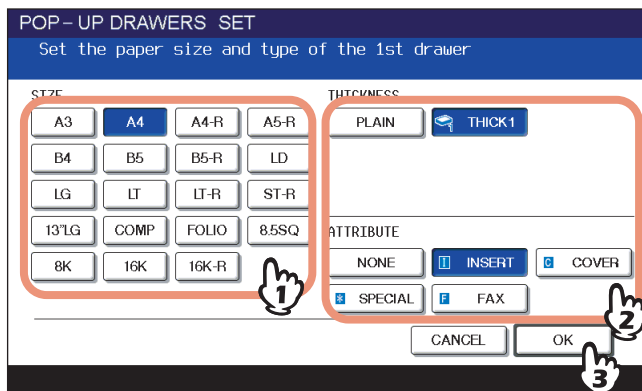 POP-UP DRAWERS SET
Set the paper size and type of the 1st drawer
SIZE
THICKNESS
A3 A4 A4-R A5-R
PLAIN THICK1
B4 B5 B5-R LD
LG LT LT-R ST-R
13"LG COMP FOLIO 8.5SQ
ATTRIBUTE
8K 16K 16K-R
NONE I INSERT C COVER
* SPECIAL F FAX
1
2
CANCEL OK
3